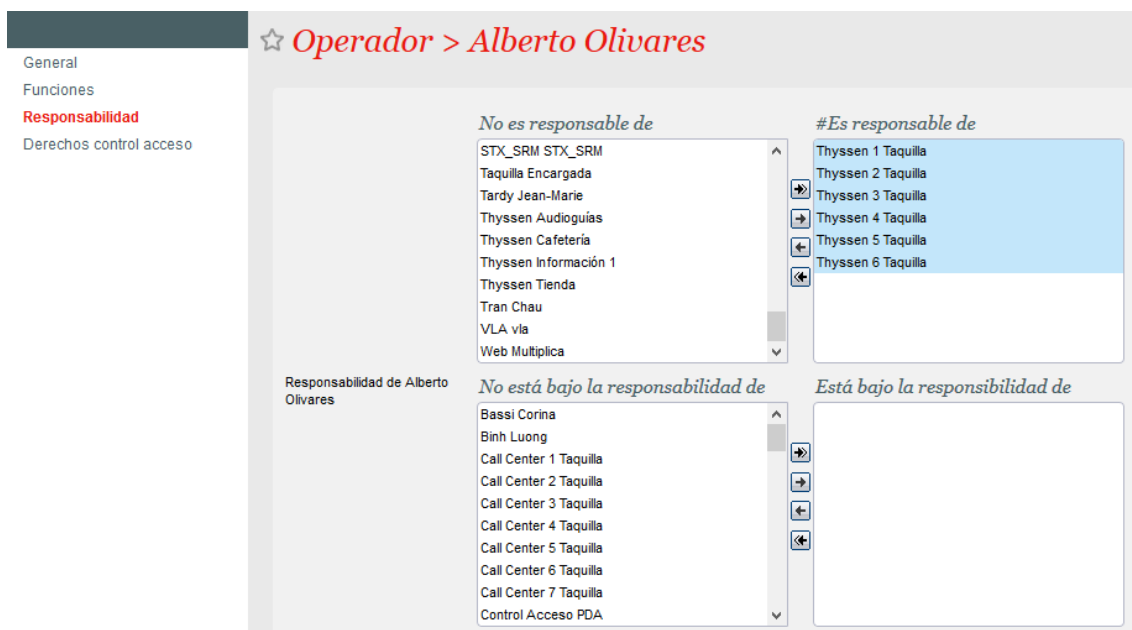 Operador > Alberto Olivares
General
Funciones
Responsabilidad
Derechos control acceso
No es responsable de
STX_SRM STX_SRM
Taquilla Encargada
Tardy Jean-Marie
Thyssen Audioguías
Thyssen Cafetería
Thyssen Información 1
Thyssen Tienda
Tran Chau
VLA vla
Web Multiplica
#Es responsable de
Thyssen 1 Taquilla
Thyssen 2 Taquilla
Thyssen 3 Taquilla
Thyssen 4 Taquilla
Thyssen 5 Taquilla
Thyssen 6 Taquilla
Responsabilidad de Alberto
Olivares
No está bajo la responsabilidad de
Bassi Corina
Binh Luong
Call Center 1 Taquilla
Call Center 2 Taquilla
Call Center 3 Taquilla
Call Center 4 Taquilla
Call Center 5 Taquilla
Call Center 6 Taquilla
Call Center 7 Taquilla
Control Acceso PDA
Está bajo la responsibilidad de